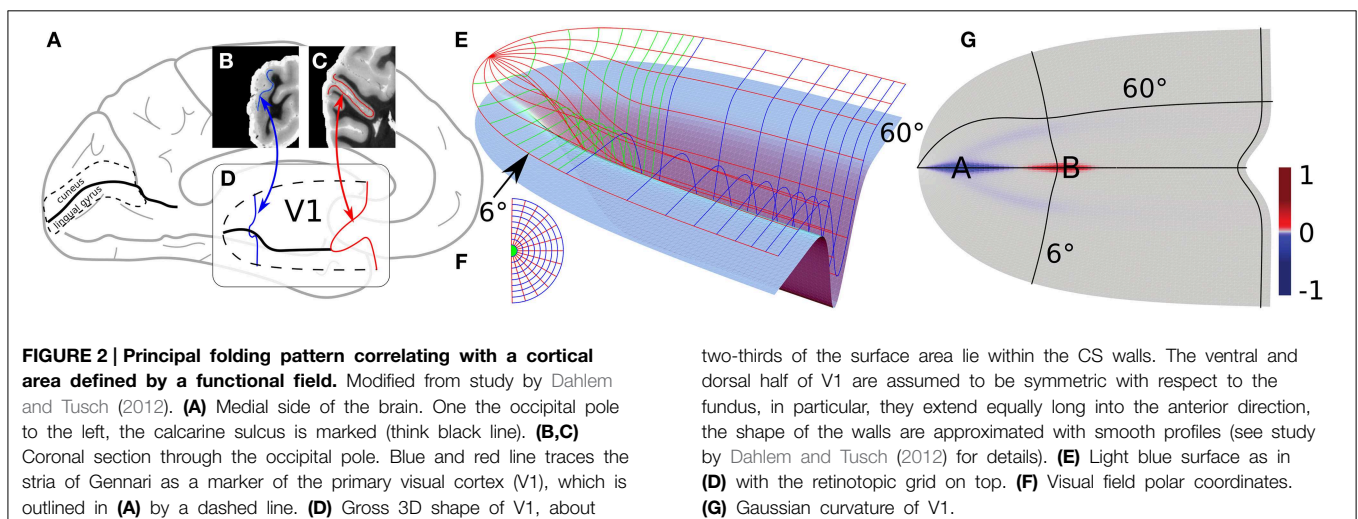 A
B
C
E
G
cuneus
lingual gyrus
D
V1
6°
F
60°
60°
A
B
6°
1
0
-1
FIGURE 2 | Principal folding pattern correlating with a cortical
area defined by a functional field. Modified from study by Dahlem
and Tusch (2012). (A) Medial side of the brain. One the occipital pole
to the left, the calcarine sulcus is marked (think black line). (B,C)
Coronal section through the occipital pole. Blue and red line traces the
stria of Gennari as a marker of the primary visual cortex (V1), which is
outlined in (A) by a dashed line. (D) Gross 3D shape of V1, about
two-thirds of the surface area lie within the CS walls. The ventral and
dorsal half of V1 are assumed to be symmetric with respect to the
fundus, in particular, they extend equally long into the anterior direction,
the shape of the walls are approximated with smooth profiles (see study
by Dahlem and Tusch (2012) for details). (E) Light blue surface as in
(D) with the retinotopic grid on top. (F) Visual field polar coordinates.
(G) Gaussian curvature of V1.